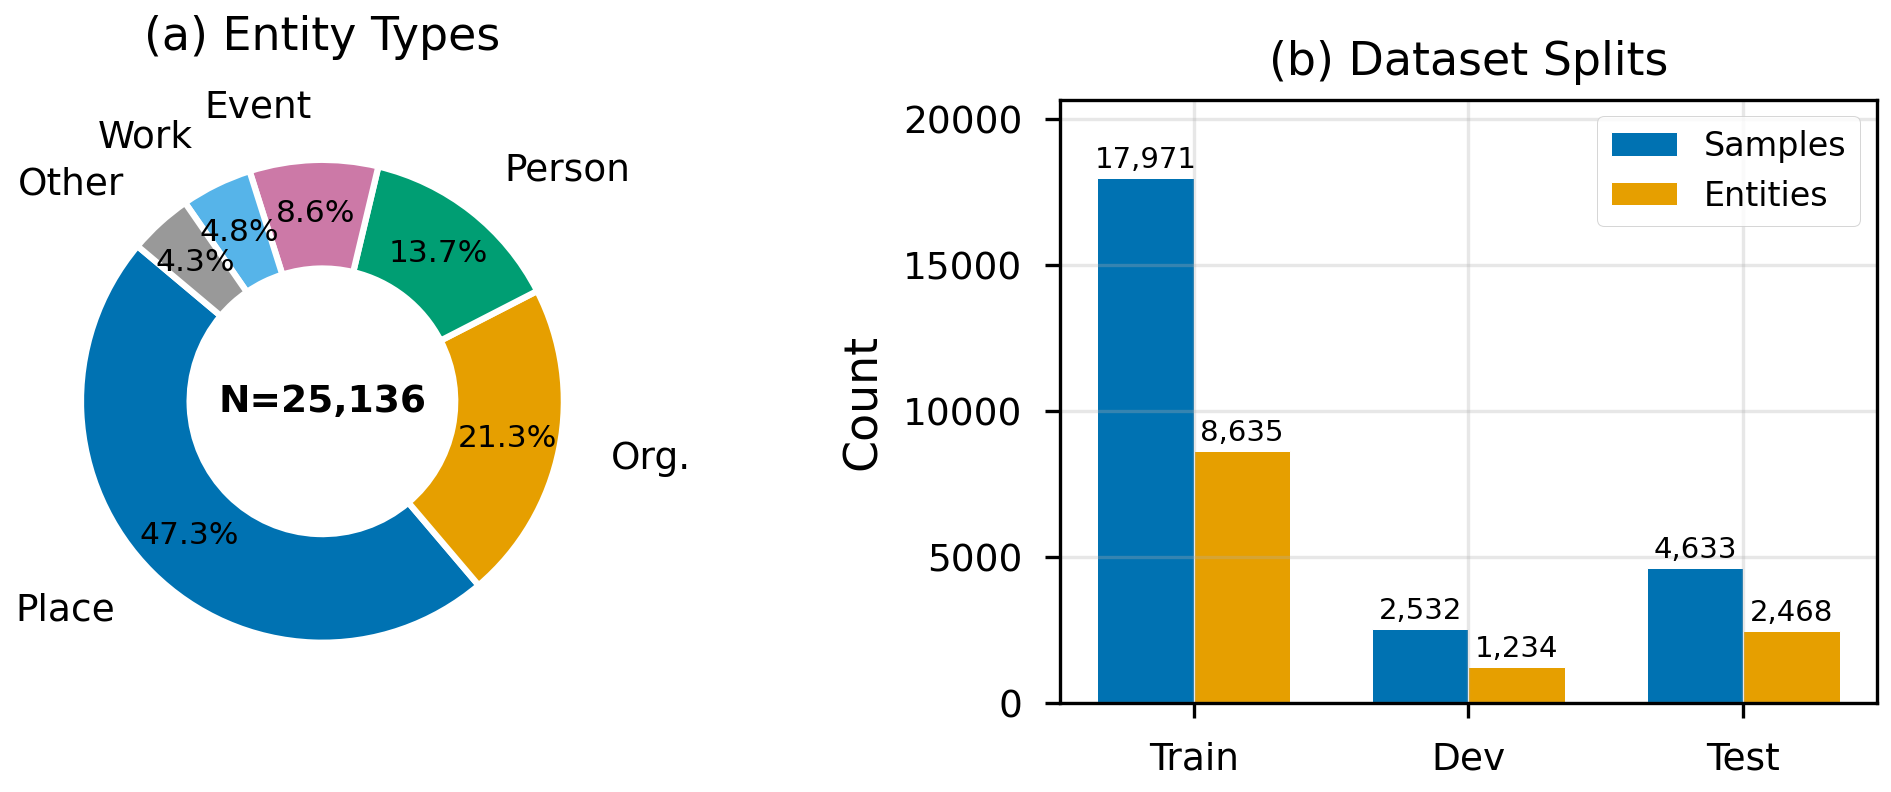 (a) Entity Types
Event
Work
Other
Person
8.6%
4.8%
4.3%
13.7%
N=25,136
21.3%
Org.
47.3%
Place
(b) Dataset Splits
Count
20000
15000
10000
5000
0
Samples
Entities
17,971
8,635
2,532
1,234
4,633
2,468
Train
Dev
Test